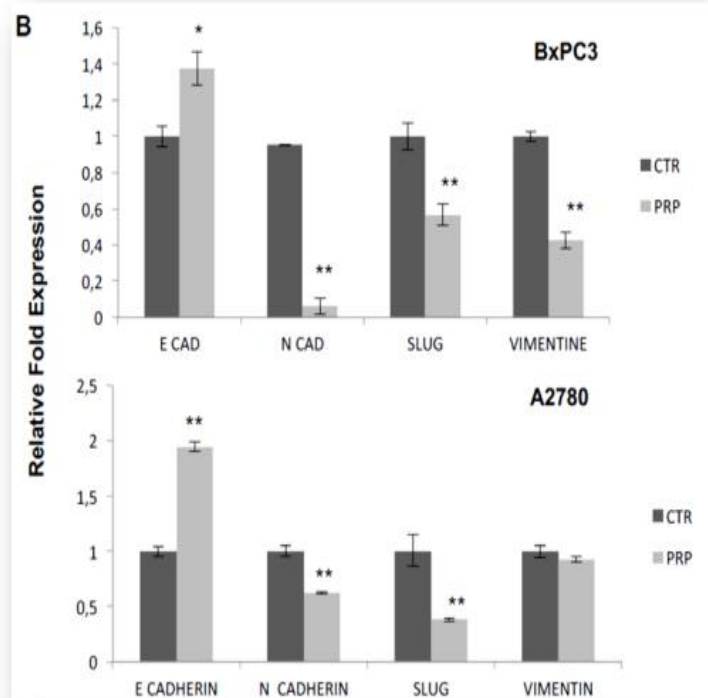 B
BxPC3
Relative Fold Expression
1,6
1,4
1,2
1
0,8
0,6
0,4
0,2
0
*
**
**
**
CTR
PRP
E CAD N CAD SLUG VIMENTINE
A2780
2,5
2
1,5
1
0,5
0
**
**
**
CTR
PRP
E CADHERIN N CADHERIN SLUG VIMENTIN